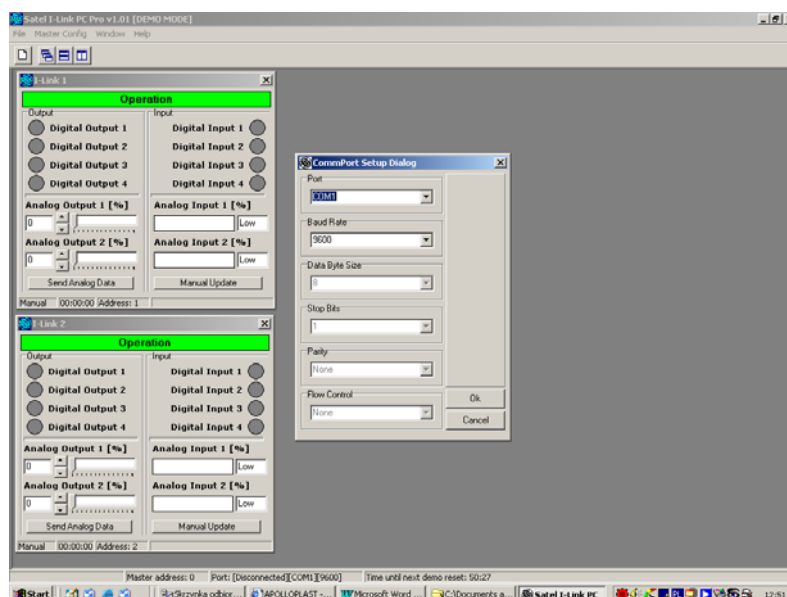 Satel I-Link PC Pro v1.01 [DEMO MODE]
File Master Config Window Help
I-Link 1
Operation
Output Input
Digital Output 1 Digital Input 1
Digital Output 2 Digital Input 2
Digital Output 3 Digital Input 3
Digital Output 4 Digital Input 4
Analog Output 1 [%] Analog Input 1 [%]
0 Low
Analog Output 2 [%] Analog Input 2 [%]
0 Low
Send Analog Data Manual Update
Manual 00:00:00 Address: 1
I-Link 2
Operation
Output Input
Digital Output 1 Digital Input 1
Digital Output 2 Digital Input 2
Digital Output 3 Digital Input 3
Digital Output 4 Digital Input 4
Analog Output 1 [%] Analog Input 1 [%]
0 Low
Analog Output 2 [%] Analog Input 2 [%]
0 Low
Send Analog Data Manual Update
Manual 00:00:00 Address: 2
CommPort Setup Dialog
Port
COM1
Baud Rate
9600
Data Byte Size
8
Stop Bits
1
Parity
None
Flow Control
None
Ok
Cancel
Master address: 0 Port: [Disconnected][COM1][9600] Time until next demo reset: 50:27
Start Skrzynka odbior... APOLLOPLAST -... Microsoft Word ... C:\Documents a... Satel I-Link PC 12:51